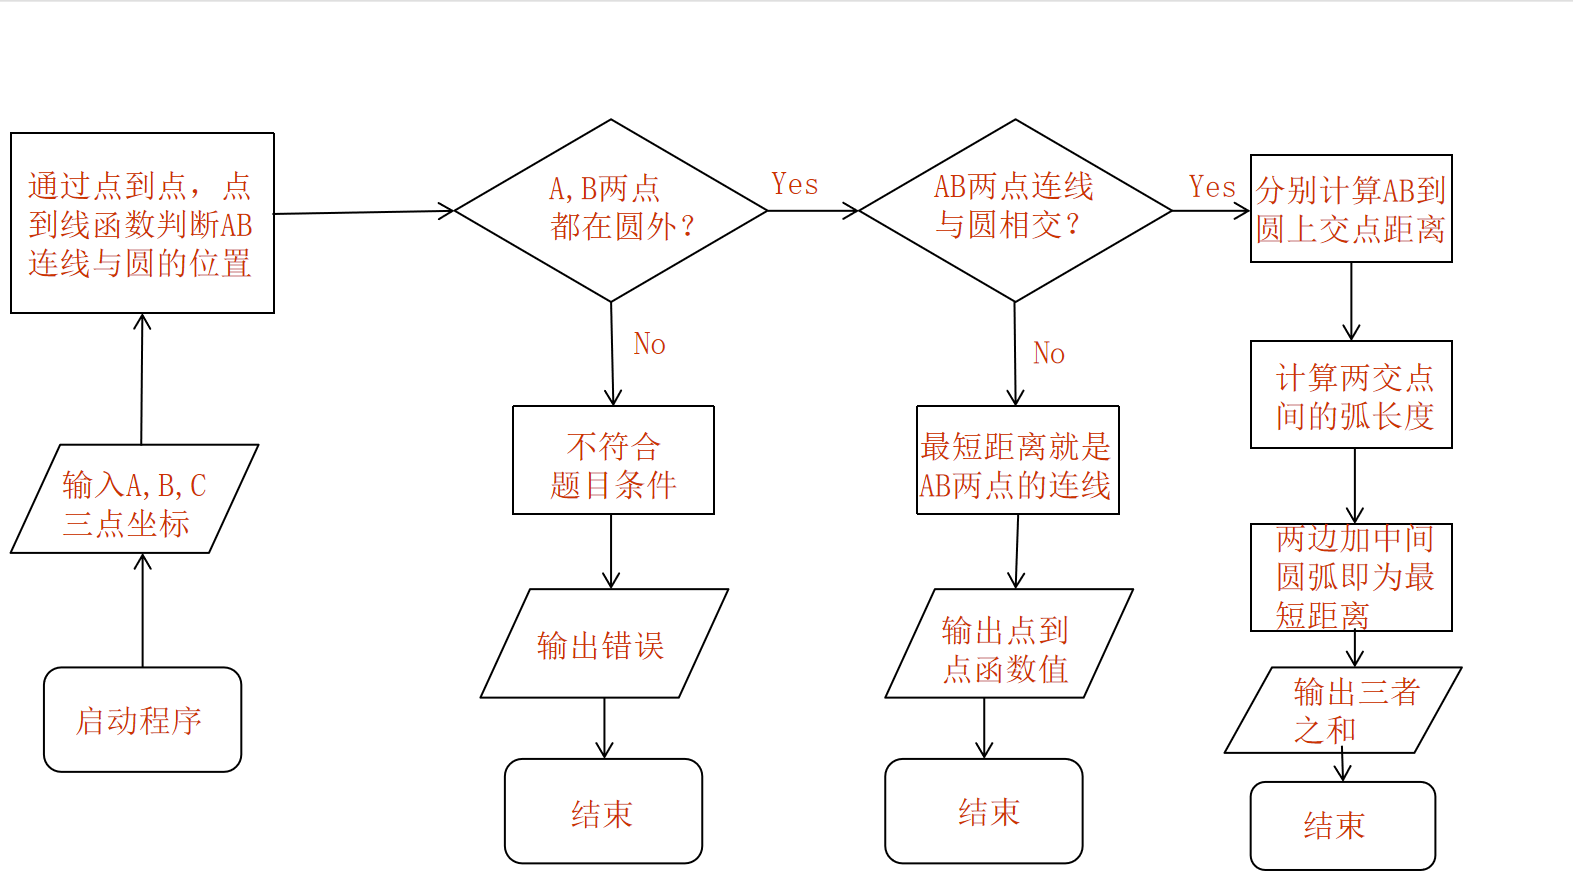 启动程序
输入A,B,C
三点坐标
通过点到点，点
到线函数判断AB
连线与圆的位置
A,B两点
都在圆外？
Yes
No
不符合
题目条件
输出错误
结束
AB两点连线
与圆相交？
Yes
No
最短距离就是
AB两点的连线
输出点到
点函数值
结束
分别计算AB到
圆上交点距离
计算两交点
间的弧长度
两边加中间
圆弧即为最
短距离
输出三者
之和
结束